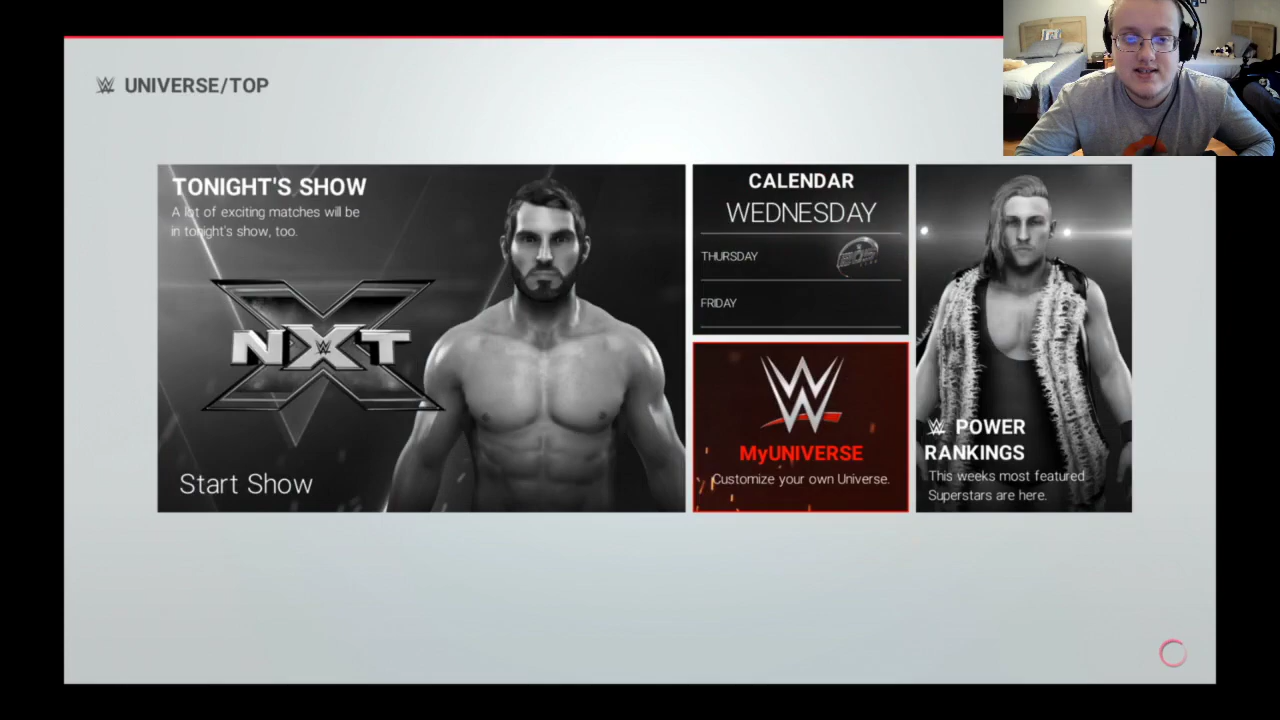 UNIVERSE/TOP
TONIGHT'S SHOW
A lot of exciting matches will be
in tonight's show, too.
NXT
Start Show
CALENDAR
WEDNESDAY
THURSDAY
205
FRIDAY
MyUNIVERSE
Customize your own Universe.
POWER
RANKINGS
This weeks most featured
Superstars are here.